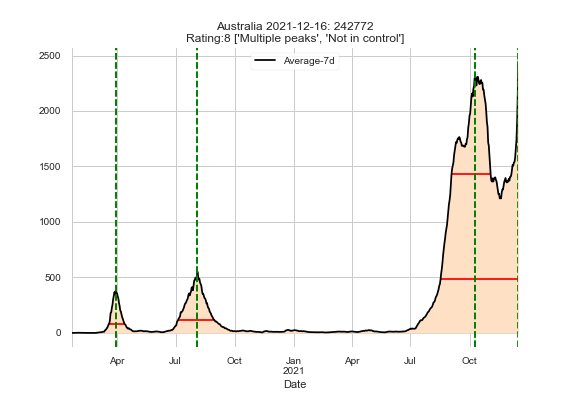 Australia 2021-12-16: 242772
Rating:8 ['Multiple peaks', 'Not in control']
Average-7d
2500
2000
1500
1000
500
0
Apr Jul Oct Jan Apr Jul Oct
2021
Date